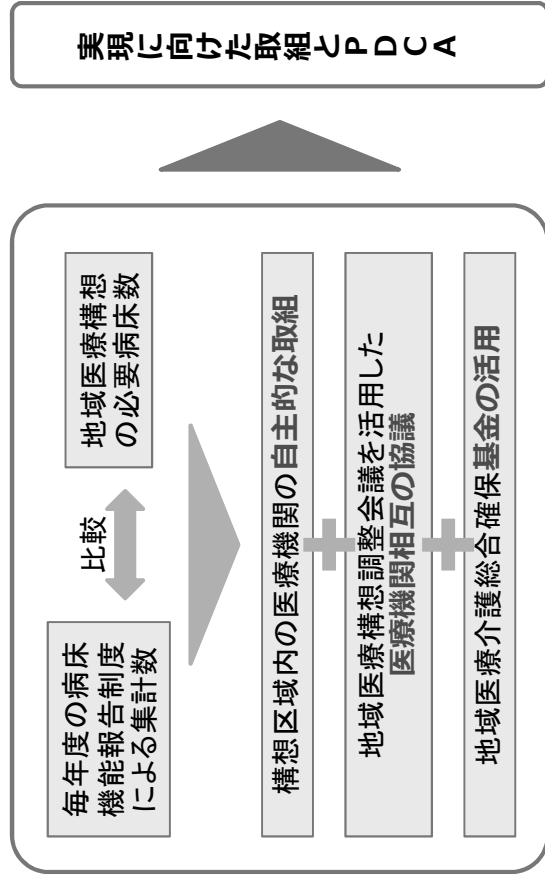 毎年度の病床
機能報告制度
による集計数
比較
地域医療構想
の必要病床数
構想区域内の医療機関の自主的な取組
地域医療構想調整会議を活用した
医療機関相互の協議
地域医療介護総合確保基金の活用
実現に向けた取組とPDCA